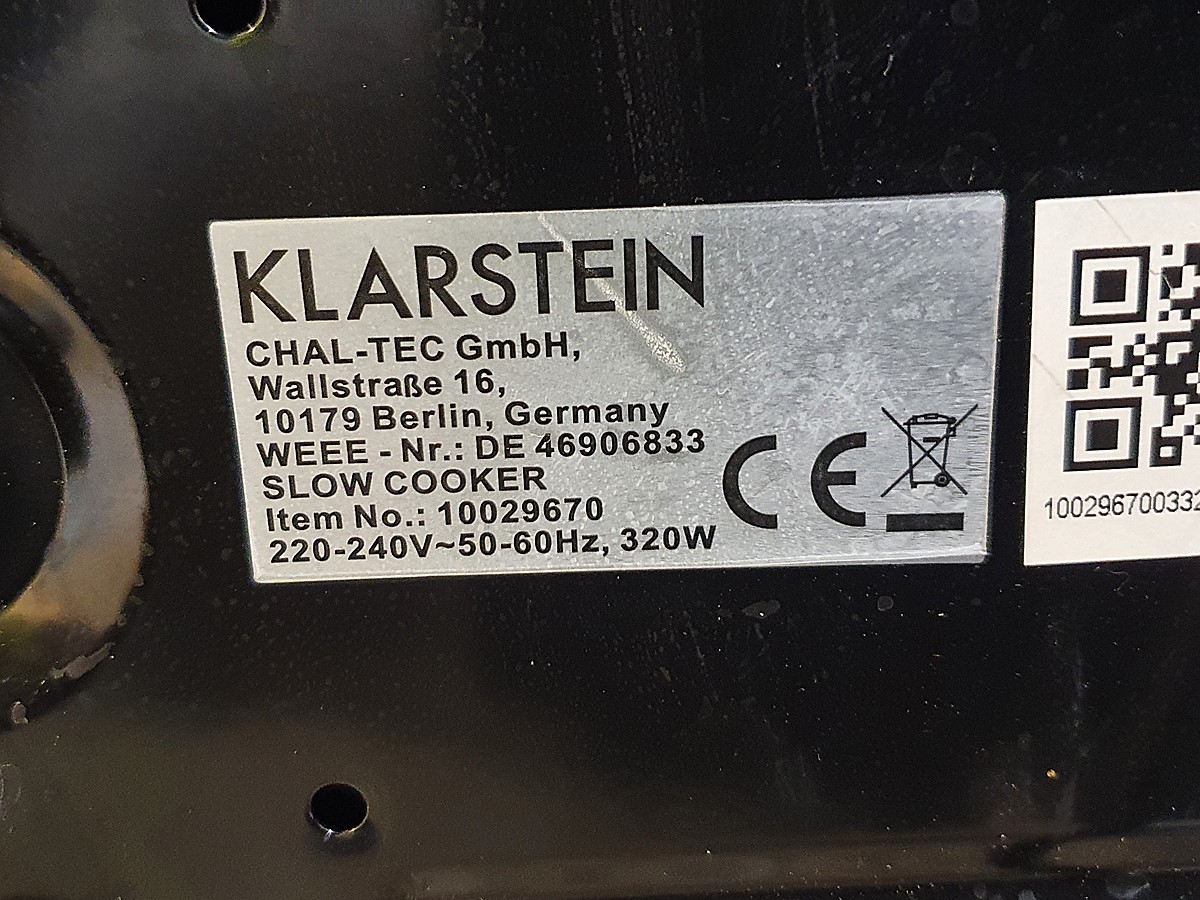 KLARSTEIN
CHAL-TEC GmbH,
Wallstraße 16,
10179 Berlin, Germany
WEEE - Nr.: DE 46906833
SLOW COOKER
Item No.: 10029670
220-240V~50-60Hz, 320W
CE
100296700332